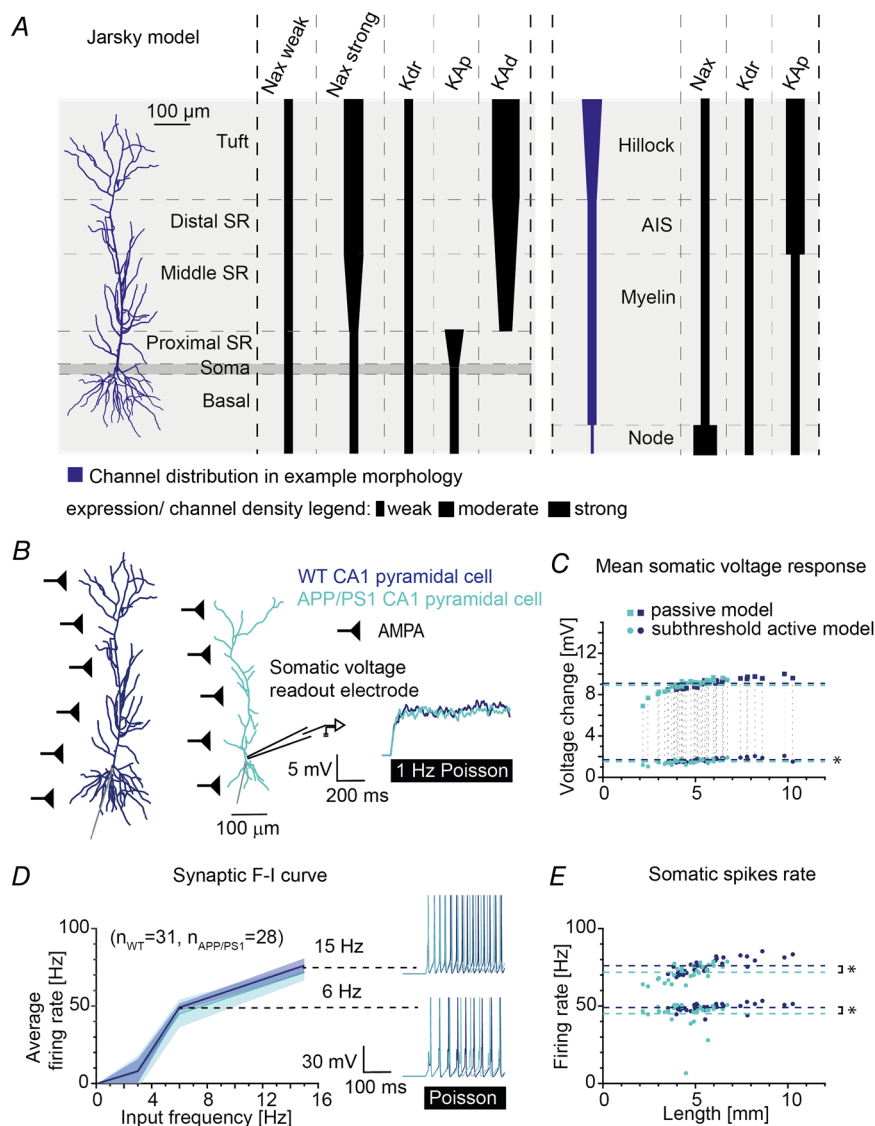 A
Jarsky model
Nax weak
Nax strong
Kdr
KAp
KAd
Nax
Kdr
KAp
100 µm
Tuft
Distal SR
Middle SR
Proximal SR
Soma
Basal
Hillock
AIS
Myelin
Node
Channel distribution in example morphology
expression/ channel density legend: weak moderate strong
B
WT CA1 pyramidal cell
APP/PS1 CA1 pyramidal cell
AMPA
Somatic voltage
readout electrode
5 mV
200 ms
1 Hz Poisson
100 µm
C
Mean somatic voltage response
passive model
subthreshold active model
Voltage change [mV]
12
8
4
0
0 5 10
*
D
Synaptic F-I curve
(nWT=31, nAPP/PS1=28)
15 Hz
6 Hz
Average
firing rate [Hz]
100
50
0
0 4 8 12 16
Input frequency [Hz]
30 mV
100 ms
Poisson
E
Somatic spikes rate
Firing rate [Hz]
100
50
0
*
*
0 5 10
Length [mm]